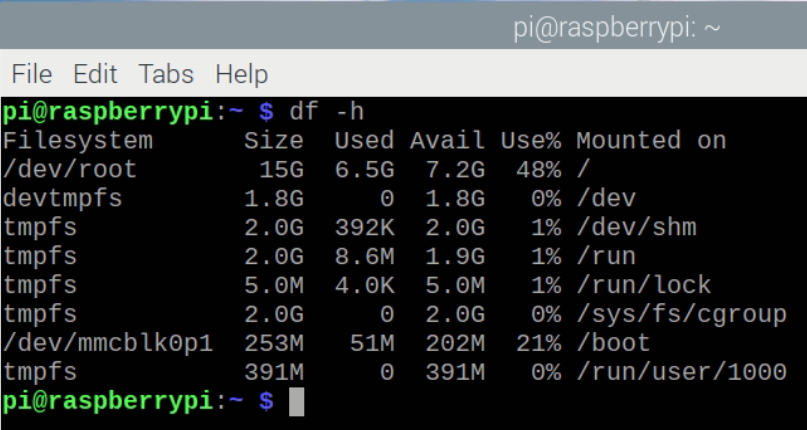 pi@raspberrypi: ~
File Edit Tabs Help
pi@raspberrypi:~ $ df -h
Filesystem      Size  Used Avail Use% Mounted on
/dev/root        15G  6.5G  7.2G  48% /
devtmpfs        1.8G     0  1.8G   0% /dev
tmpfs           2.0G  392K  2.0G   1% /dev/shm
tmpfs           2.0G  8.6M  1.9G   1% /run
tmpfs           5.0M  4.0K  5.0M   1% /run/lock
tmpfs           2.0G     0  2.0G   0% /sys/fs/cgroup
/dev/mmcblk0p1  253M   51M  202M  21% /boot
tmpfs           391M     0  391M   0% /run/user/1000
pi@raspberrypi:~ $